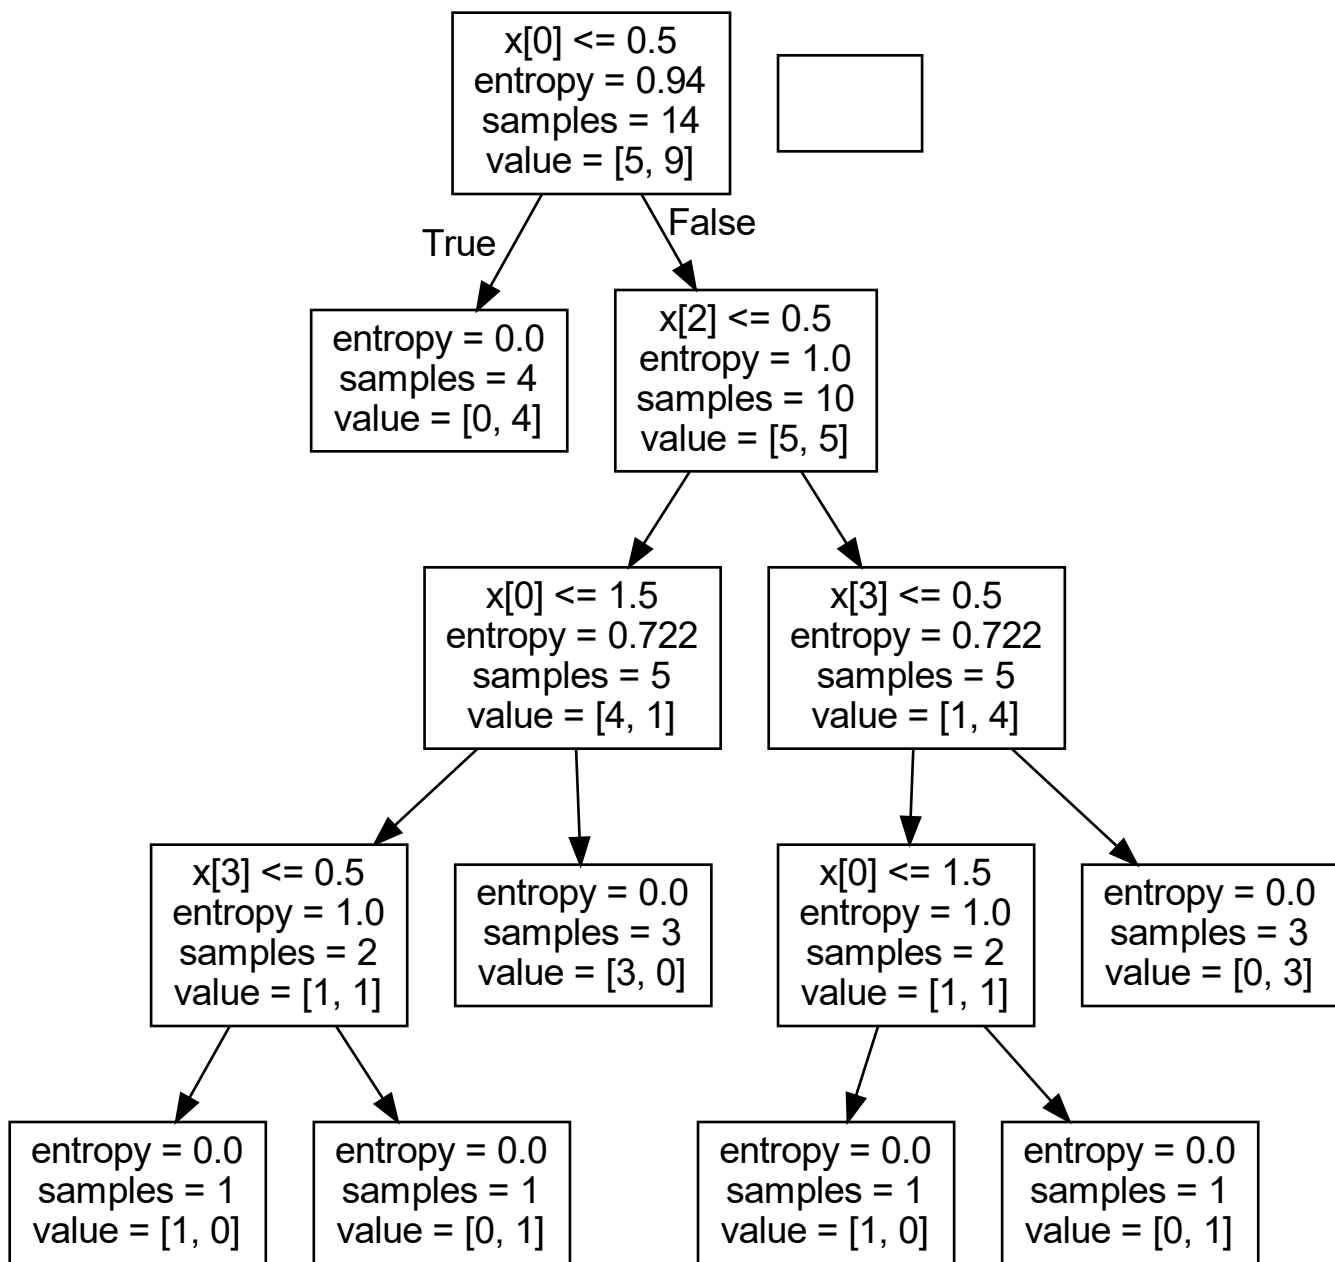 x[0] <= 0.5
entropy = 0.94
samples = 14
value = [5, 9]
True
False
entropy = 0.0
samples = 4
value = [0, 4]
x[2] <= 0.5
entropy = 1.0
samples = 10
value = [5, 5]
x[0] <= 1.5
entropy = 0.722
samples = 5
value = [4, 1]
x[3] <= 0.5
entropy = 0.722
samples = 5
value = [1, 4]
x[3] <= 0.5
entropy = 1.0
samples = 2
value = [1, 1]
entropy = 0.0
samples = 3
value = [3, 0]
x[0] <= 1.5
entropy = 1.0
samples = 2
value = [1, 1]
entropy = 0.0
samples = 3
value = [0, 3]
entropy = 0.0
samples = 1
value = [1, 0]
entropy = 0.0
samples = 1
value = [0, 1]
entropy = 0.0
samples = 1
value = [1, 0]
entropy = 0.0
samples = 1
value = [0, 1]